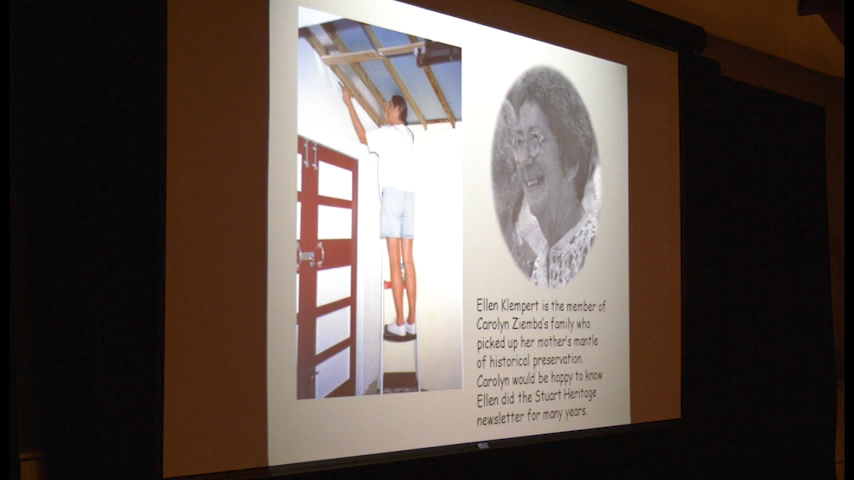 Ellen Klempert is the member of
Carolyn Ziemba's family who
picked up her mother's mantle
of historical preservation.
Carolyn would be happy to know
Ellen did the Stuart Heritage
newsletter for many years.